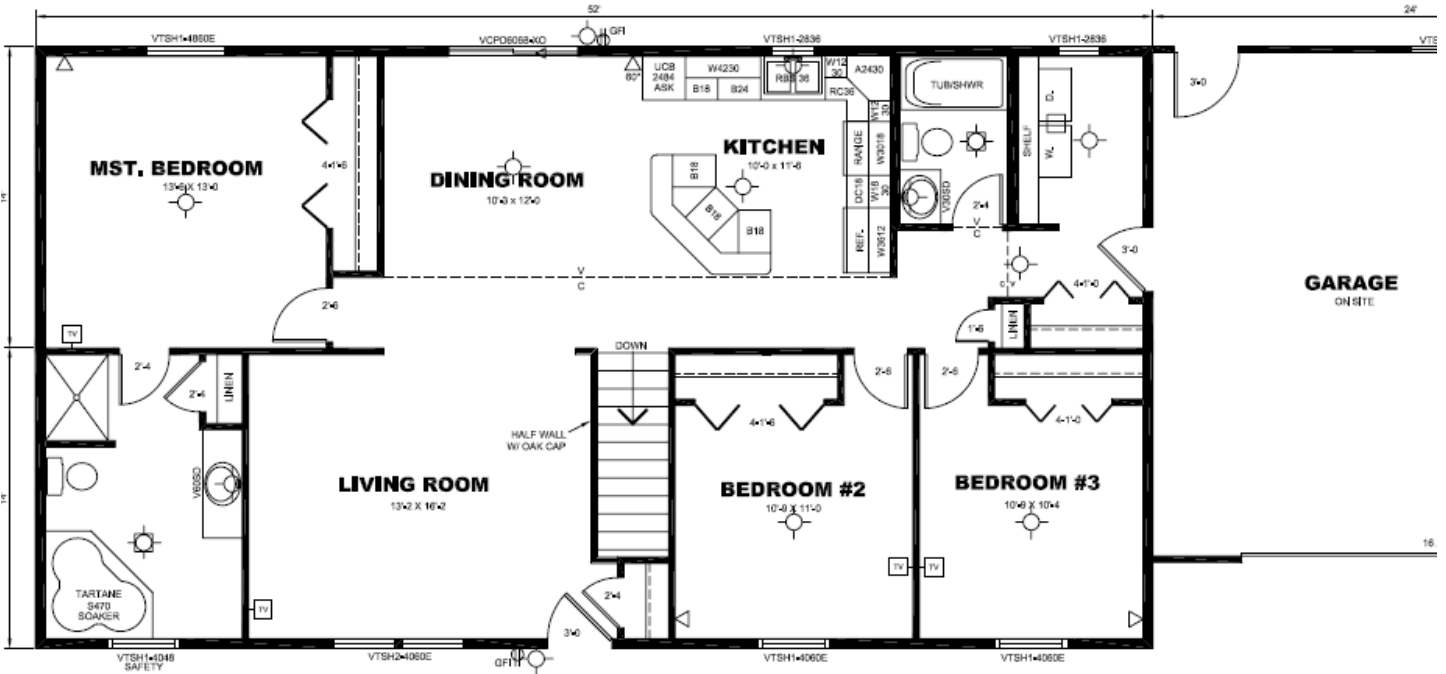 52'
24'
VTSH1-4860E
VCPD6068-XO
GFI
VTSH1-2836
VTSH1-2836
UCB
2484
ASK
W4230
B18
B24
RBS 36
W12
30
A2430
RC36
60"
W12
30
TUB/SHWR
3'-0
D.
W.
SHELF
MST. BEDROOM
13'-6 X 13'-0
4-1'-6
DINING ROOM
10'-3 x 12'-0
KITCHEN
10'-0 x 11'-6
B18
B18
B18
RANGE
W3018
DC18
W18
30
REF.
W3612
V30SD
2'-4
V
C
14'
3'-0
4-1'-0
C V
V
C
GARAGE
ON SITE
2'-6
TV
1'-6
LINEN
DOWN
2'-4
2'-4
LINEN
2'-6
2'-6
4-1'-6
4-1'-0
HALF WALL
W/ OAK CAP
14'
V60SD
LIVING ROOM
13'-2 X 16'-2
BEDROOM #2
10'-9 X 11'-0
BEDROOM #3
10'-9 X 10'-4
16
TV
TV
TARTANE
S470
SOAKER
TV
2'-4
3'-0
VTSH1-4048
SAFETY
VTSH2-4060E
GFI
VTSH1-4060E
VTSH1-4060E